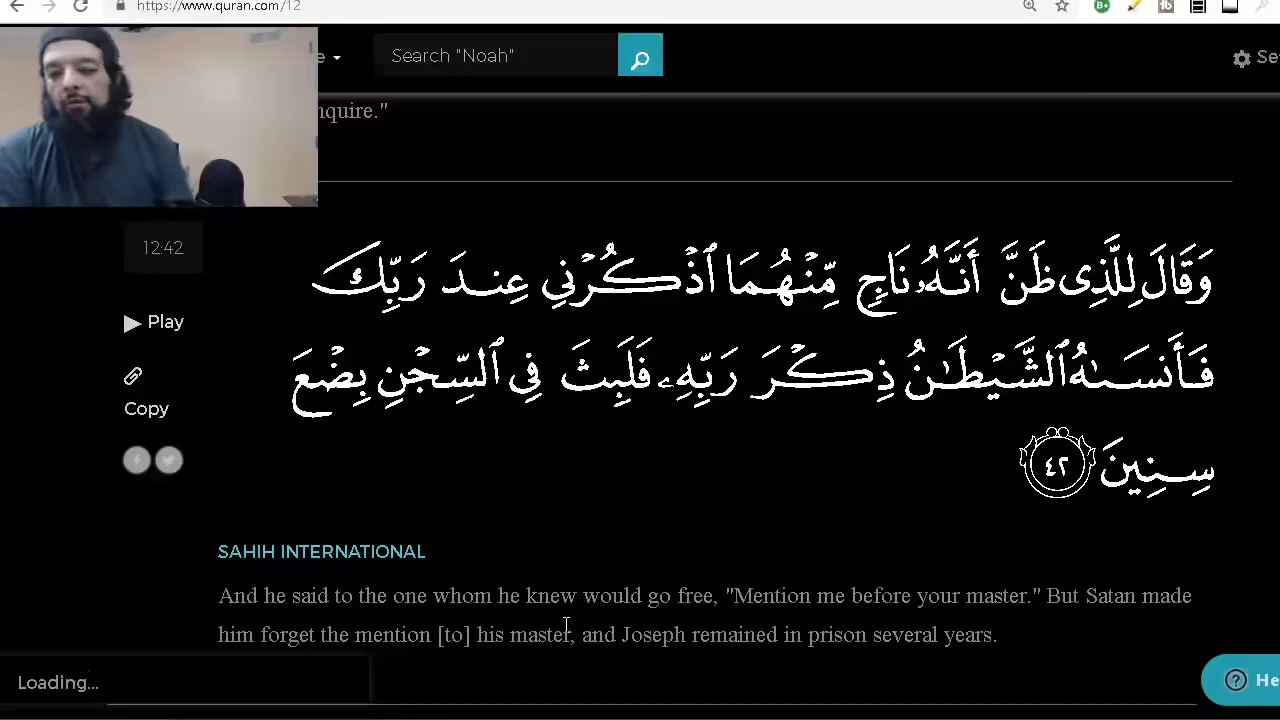 https://www.quran.com/12
Search "Noah"
nquire."
12:42
وَقَالَ لِلَّذِى ظَنَّ أَنَّهُۥ نَاجٍ مِّنْهُمَا ٱذْكُرْنِى عِندَ رَبِّكَ
فَأَنسَىٰهُ ٱلشَّيْطَٰنُ ذِكْرَ رَبِّهِۦ فَلَبِثَ فِى ٱلسِّجْنِ بِضْعَ
سِنِينَ ٤٢
Play
Copy
SAHIH INTERNATIONAL
And he said to the one whom he knew would go free, "Mention me before your master." But Satan made
him forget the mention [to] his master, and Joseph remained in prison several years.
Loading...